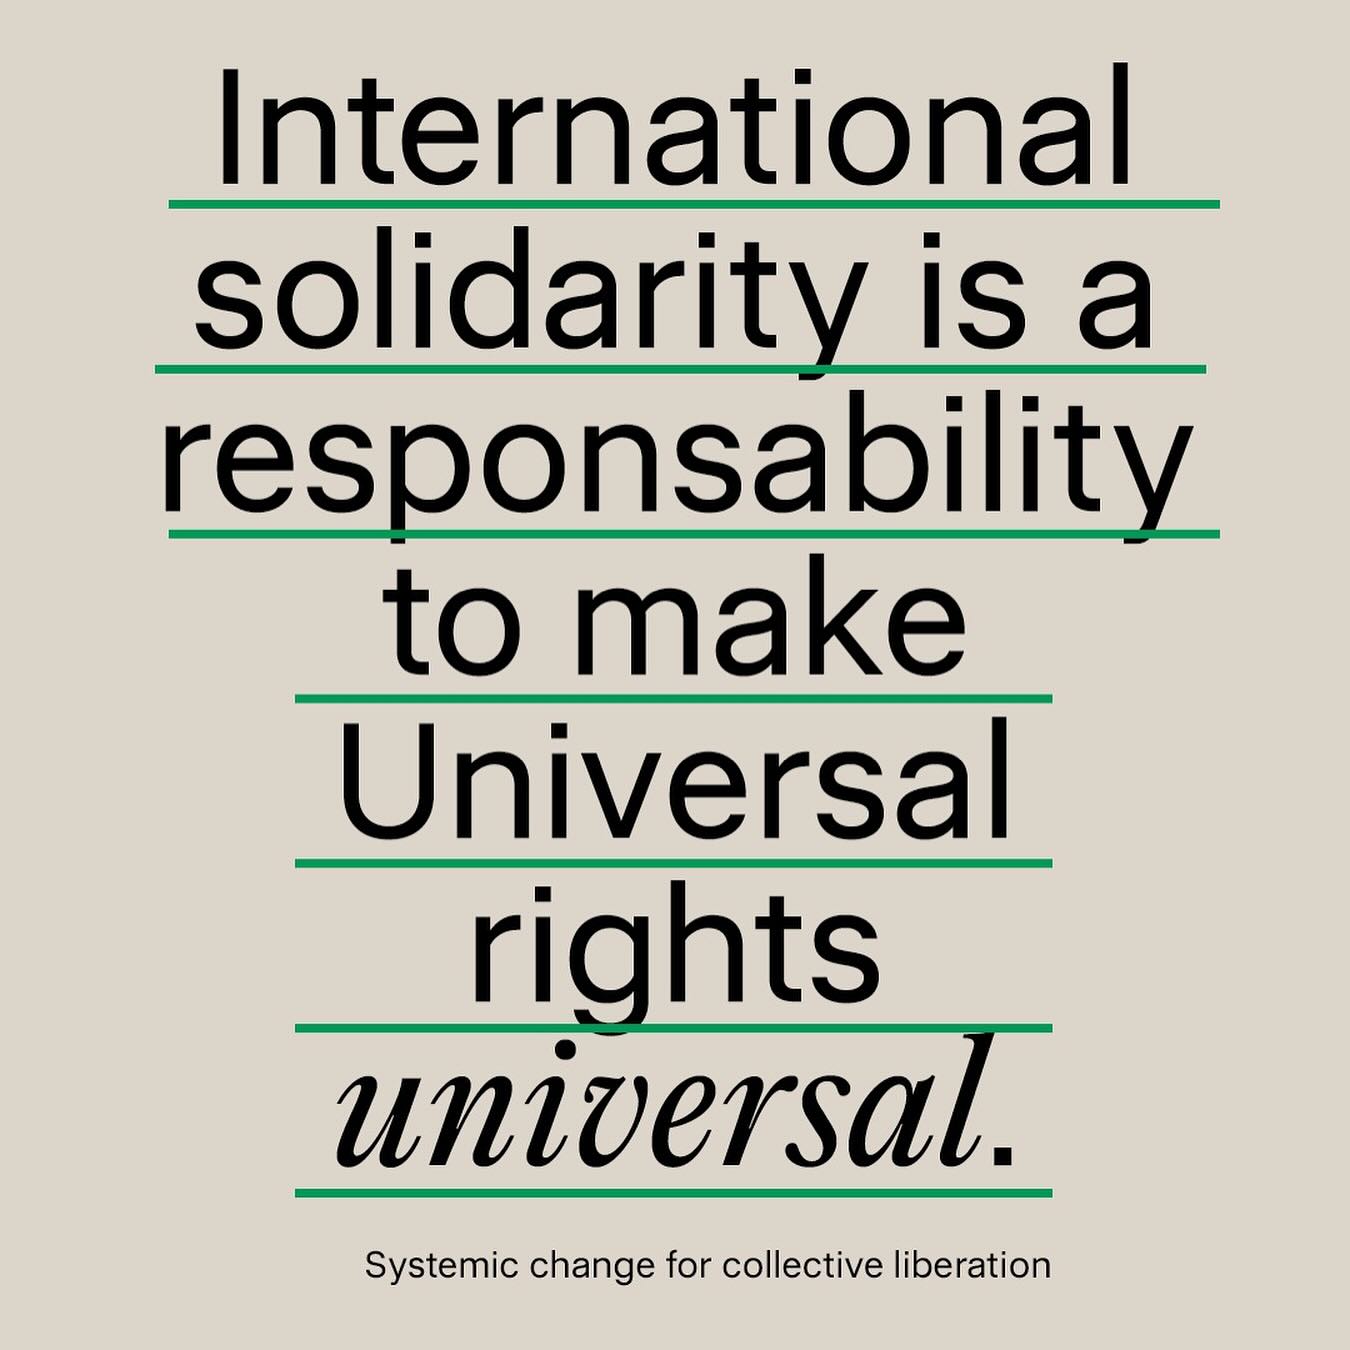 International
solidarity is a
responsability
to make
Universal
rights
universal.
Systemic change for collective liberation